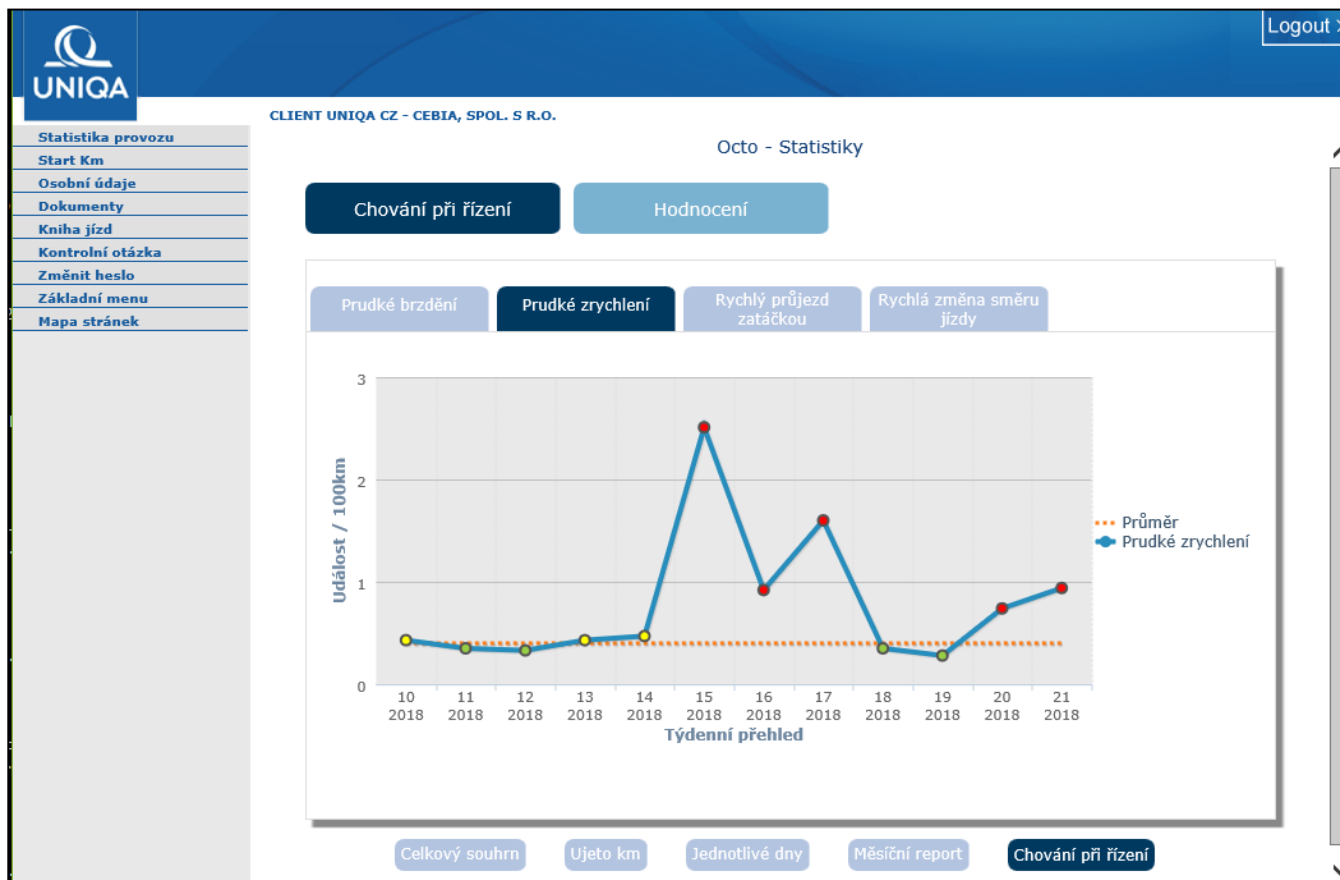 Logout
UNIQA
CLIENT UNIQA CZ - CEBIA, SPOL. S R.O.
Statistika provozu
Start Km
Osobní údaje
Dokumenty
Kniha jízd
Kontrolní otázka
Změnit heslo
Základní menu
Mapa stránek
Octo - Statistiky
Chování při řízení
Hodnocení
Prudké brzdění
Prudké zrychlení
Rychlý průjezd
zatáčkou
Rychlá změna směru
jízdy
3
2
1
0
Událost / 100km
10 11 12 13 14 15 16 17 18 19 20 21
2018 2018 2018 2018 2018 2018 2018 2018 2018 2018 2018 2018
Týdenní přehled
Průměr
Prudké zrychlení
Celkový souhrn
Ujeto km
Jednotlivé dny
Měsíční report
Chování při řízení